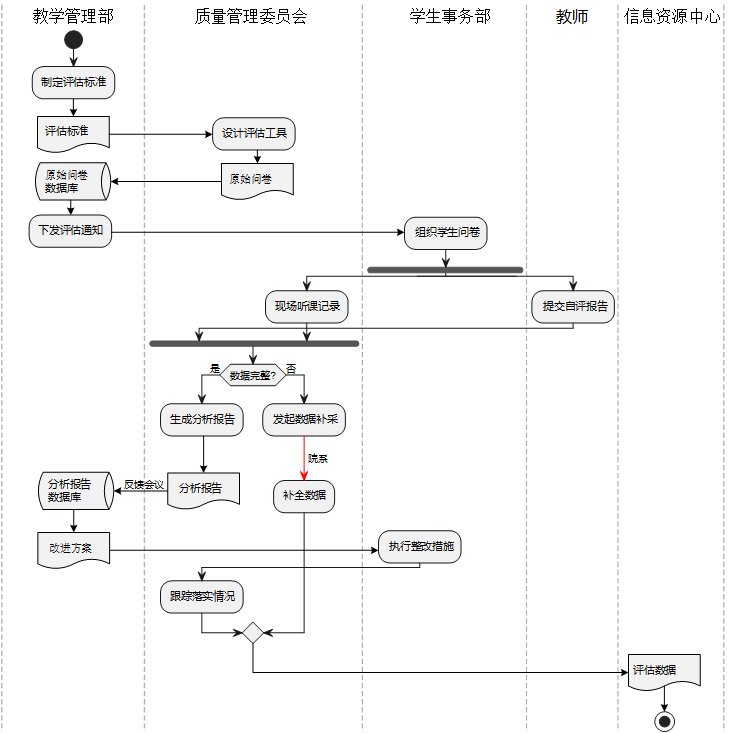 教学管理部
质量管理委员会
学生事务部
教师
信息资源中心
制定评估标准
评估标准
设计评估工具
原始问卷
数据库
原始问卷
下发评估通知
组织学生问卷
现场听课记录
提交自评报告
数据完整?
是
否
生成分析报告
发起数据补采
院系
分析报告
数据库
反馈会议
分析报告
补全数据
改进方案
执行整改措施
跟踪落实情况
评估数据